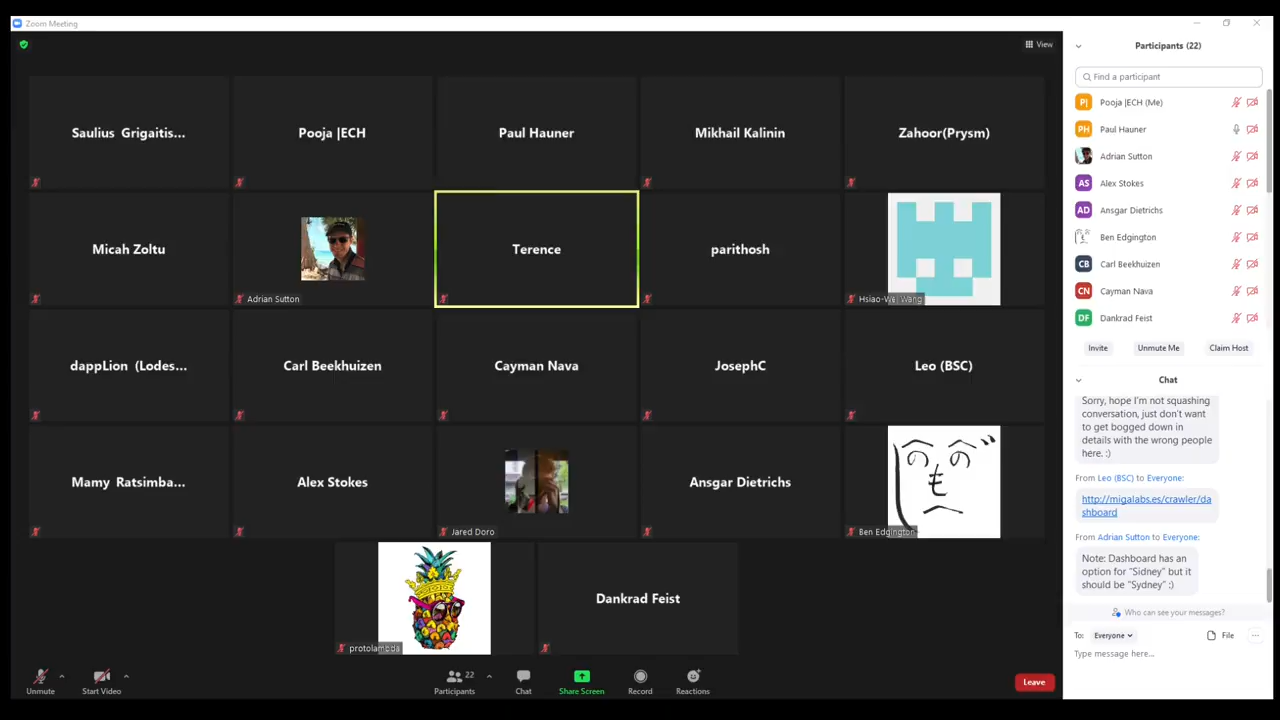 Zoom Meeting
View
Saulius Grigaitis...
Pooja |ECH
Paul Hauner
Mikhail Kalinin
Zahoor(Prysm)
Micah Zoltu
Adrian Sutton
Terence
parithosh
Hsiao-Wei Wang
dappLion (Lodes...
Carl Beekhuizen
Cayman Nava
JosephC
Leo (BSC)
Mamy Ratsimba...
Alex Stokes
Jared Doro
Ansgar Dietrichs
Ben Edgington
protolambda
Dankrad Feist
Unmute
Start Video
22
Participants
Chat
Share Screen
Record
Reactions
Leave
Participants (22)
Find a participant
P| Pooja |ECH (Me)
PH Paul Hauner
Adrian Sutton
AS Alex Stokes
AD Ansgar Dietrichs
Ben Edgington
CB Carl Beekhuizen
CN Cayman Nava
DF Dankrad Feist
Invite Unmute Me Claim Host
Chat
Sorry, hope I'm not squashing
conversation, just don't want
to get bogged down in
details with the wrong people
here. :)
From Leo (BSC) to Everyone:
http://migalabs.es/crawler/da
shboard
From Adrian Sutton to Everyone:
Note: Dashboard has an
option for "Sidney" but it
should be "Sydney" :)
Who can see your messages?
To: Everyone File
Type message here...